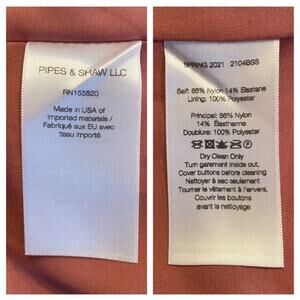 PIPES & SHAW LLC
RN155820
Made in USA of
imported materials /
Fabriqué aux EU avec
tissu importé
SPRING 2021 2104BSS
Self: 86% Nylon 14% Elastane
Lining: 100% Polyester
Principal: 86% Nylon
14% Élasthanne
Doublure: 100% Polyester
Dry Clean Only
Turn garement inside out,
Cover buttons before cleaning
Nettoyer à sec seulement
Tourner le vêtement à l'envers,
Couvrir les boutons
avant le nettoyage